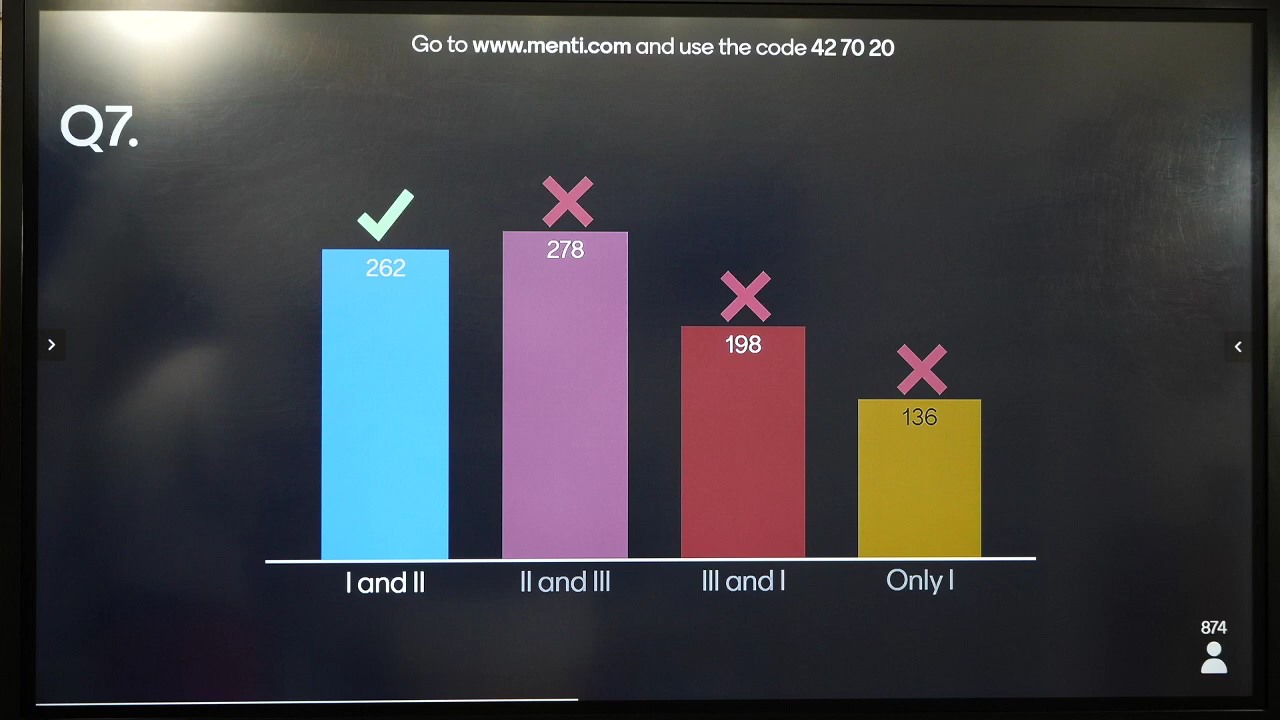 Go to www.menti.com and use the code 42 70 20
Q7.
262
278
198
136
I and II
II and III
III and I
Only I
874